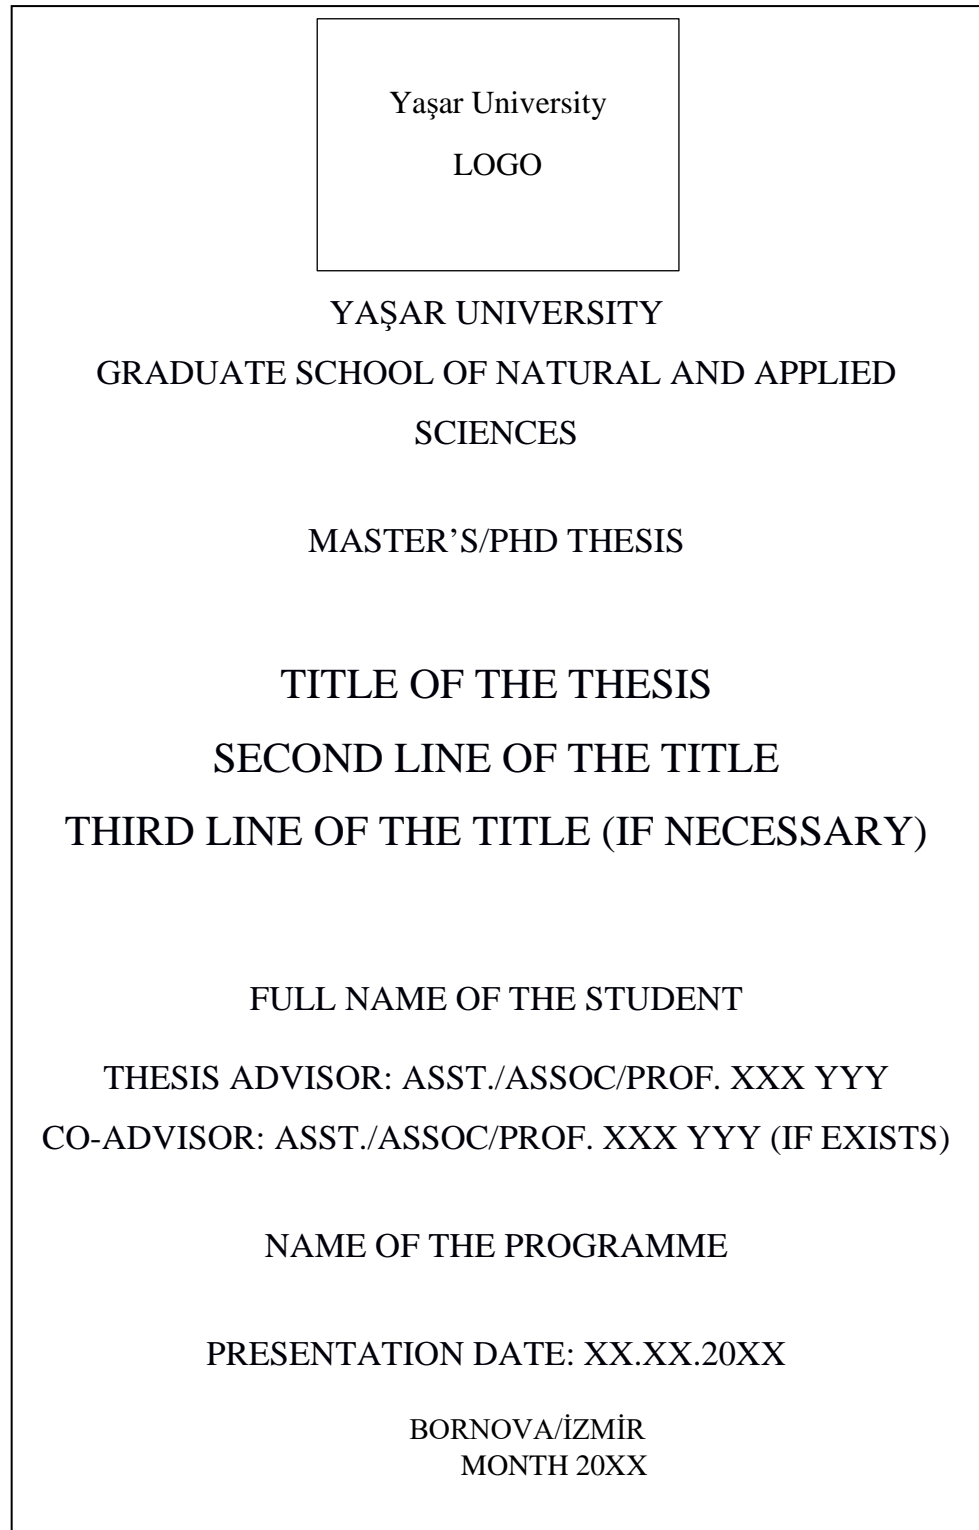 Yaşar University
LOGO
YAŞAR UNIVERSITY
GRADUATE SCHOOL OF NATURAL AND APPLIED
SCIENCES
MASTER’S/PHD THESIS
TITLE OF THE THESIS
SECOND LINE OF THE TITLE
THIRD LINE OF THE TITLE (IF NECESSARY)
FULL NAME OF THE STUDENT
THESIS ADVISOR: ASST./ASSOC/PROF. XXX YYY
CO-ADVISOR: ASST./ASSOC/PROF. XXX YYY (IF EXISTS)
NAME OF THE PROGRAMME
PRESENTATION DATE: XX.XX.20XX
BORNOVA/İZMİR
MONTH 20XX